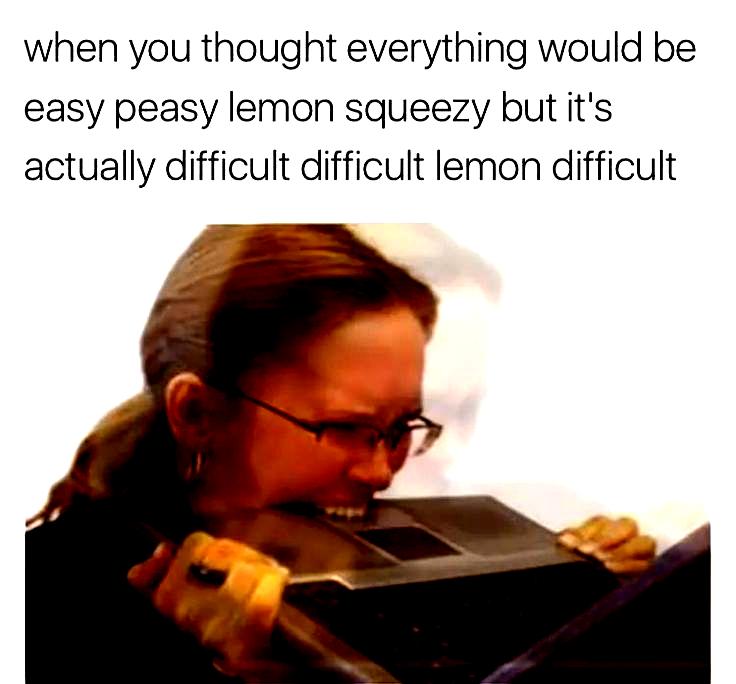 when you thought everything would be
easy peasy lemon squeezy but it's
actually difficult difficult lemon difficult